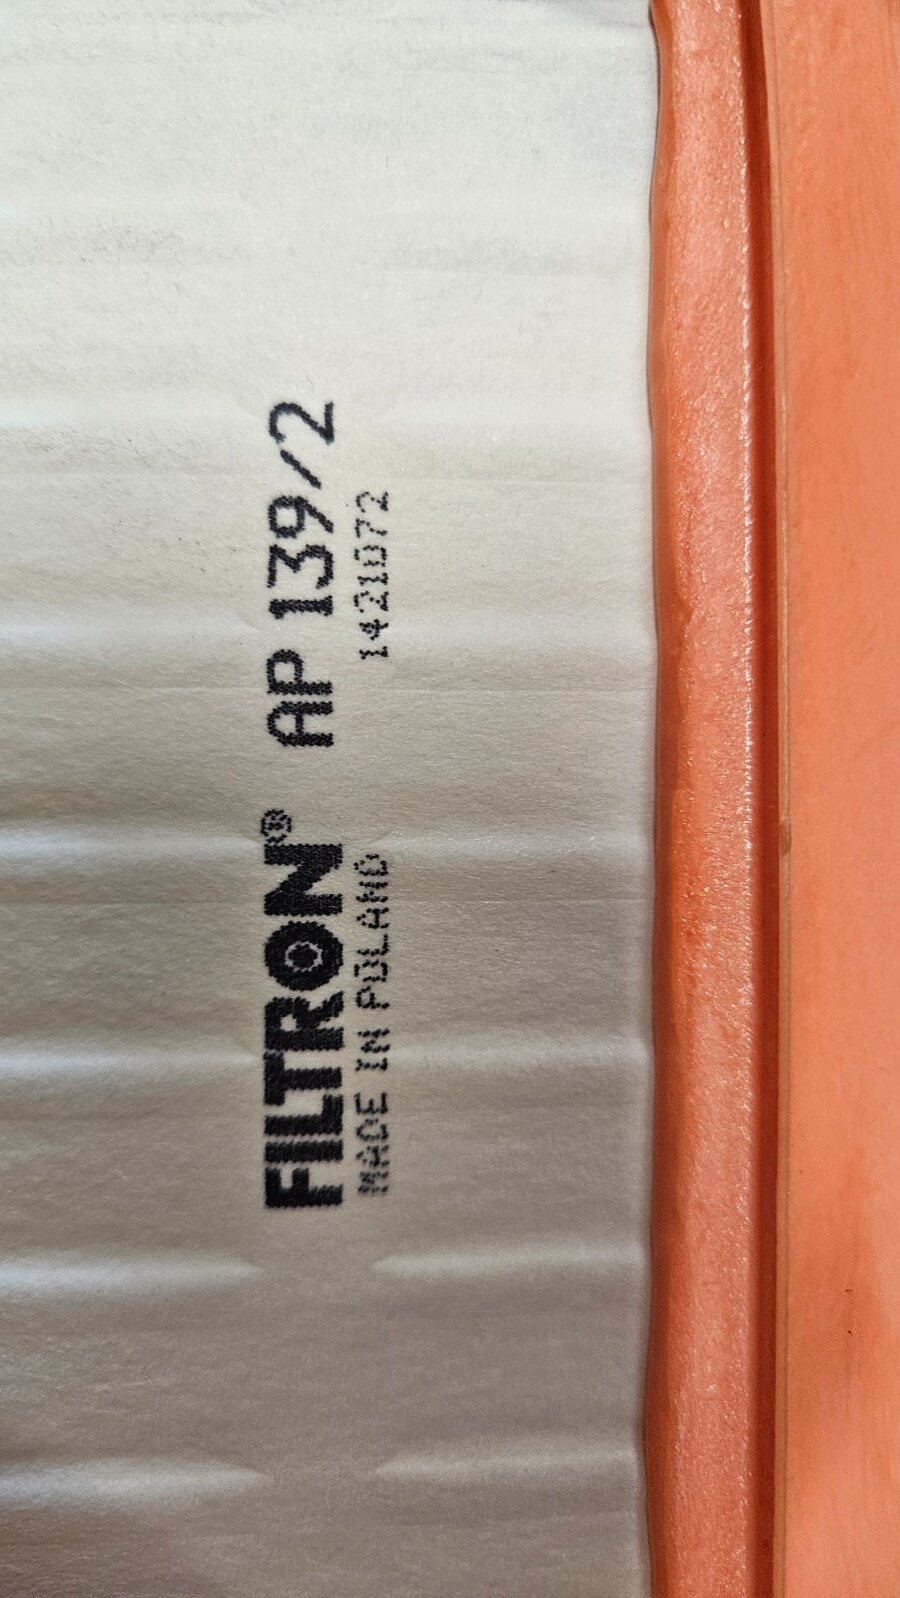 FILTRON® AP 139/2
MADE IN POLAND 1421072